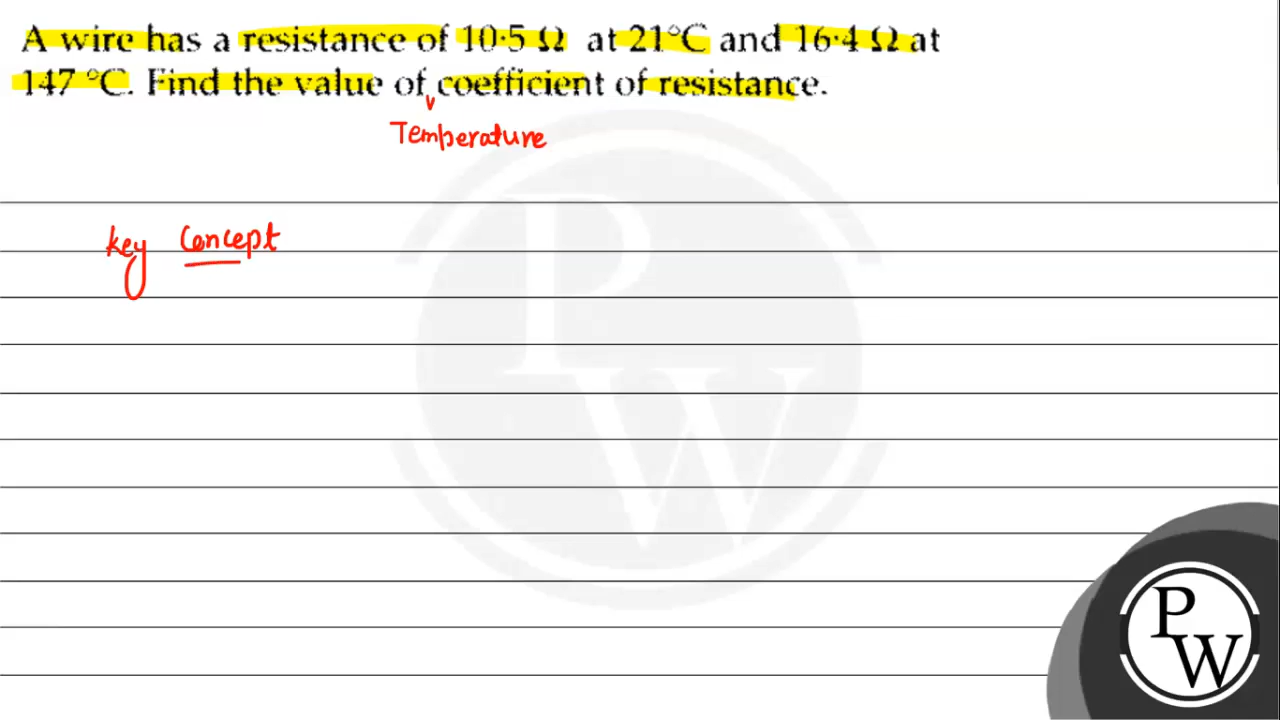 A wire has a resistance of 10·5 Ω at 21°C and 16·4 Ω at
147 °C. Find the value of coefficient of resistance.
Temperature
key concept
P
W
P
W